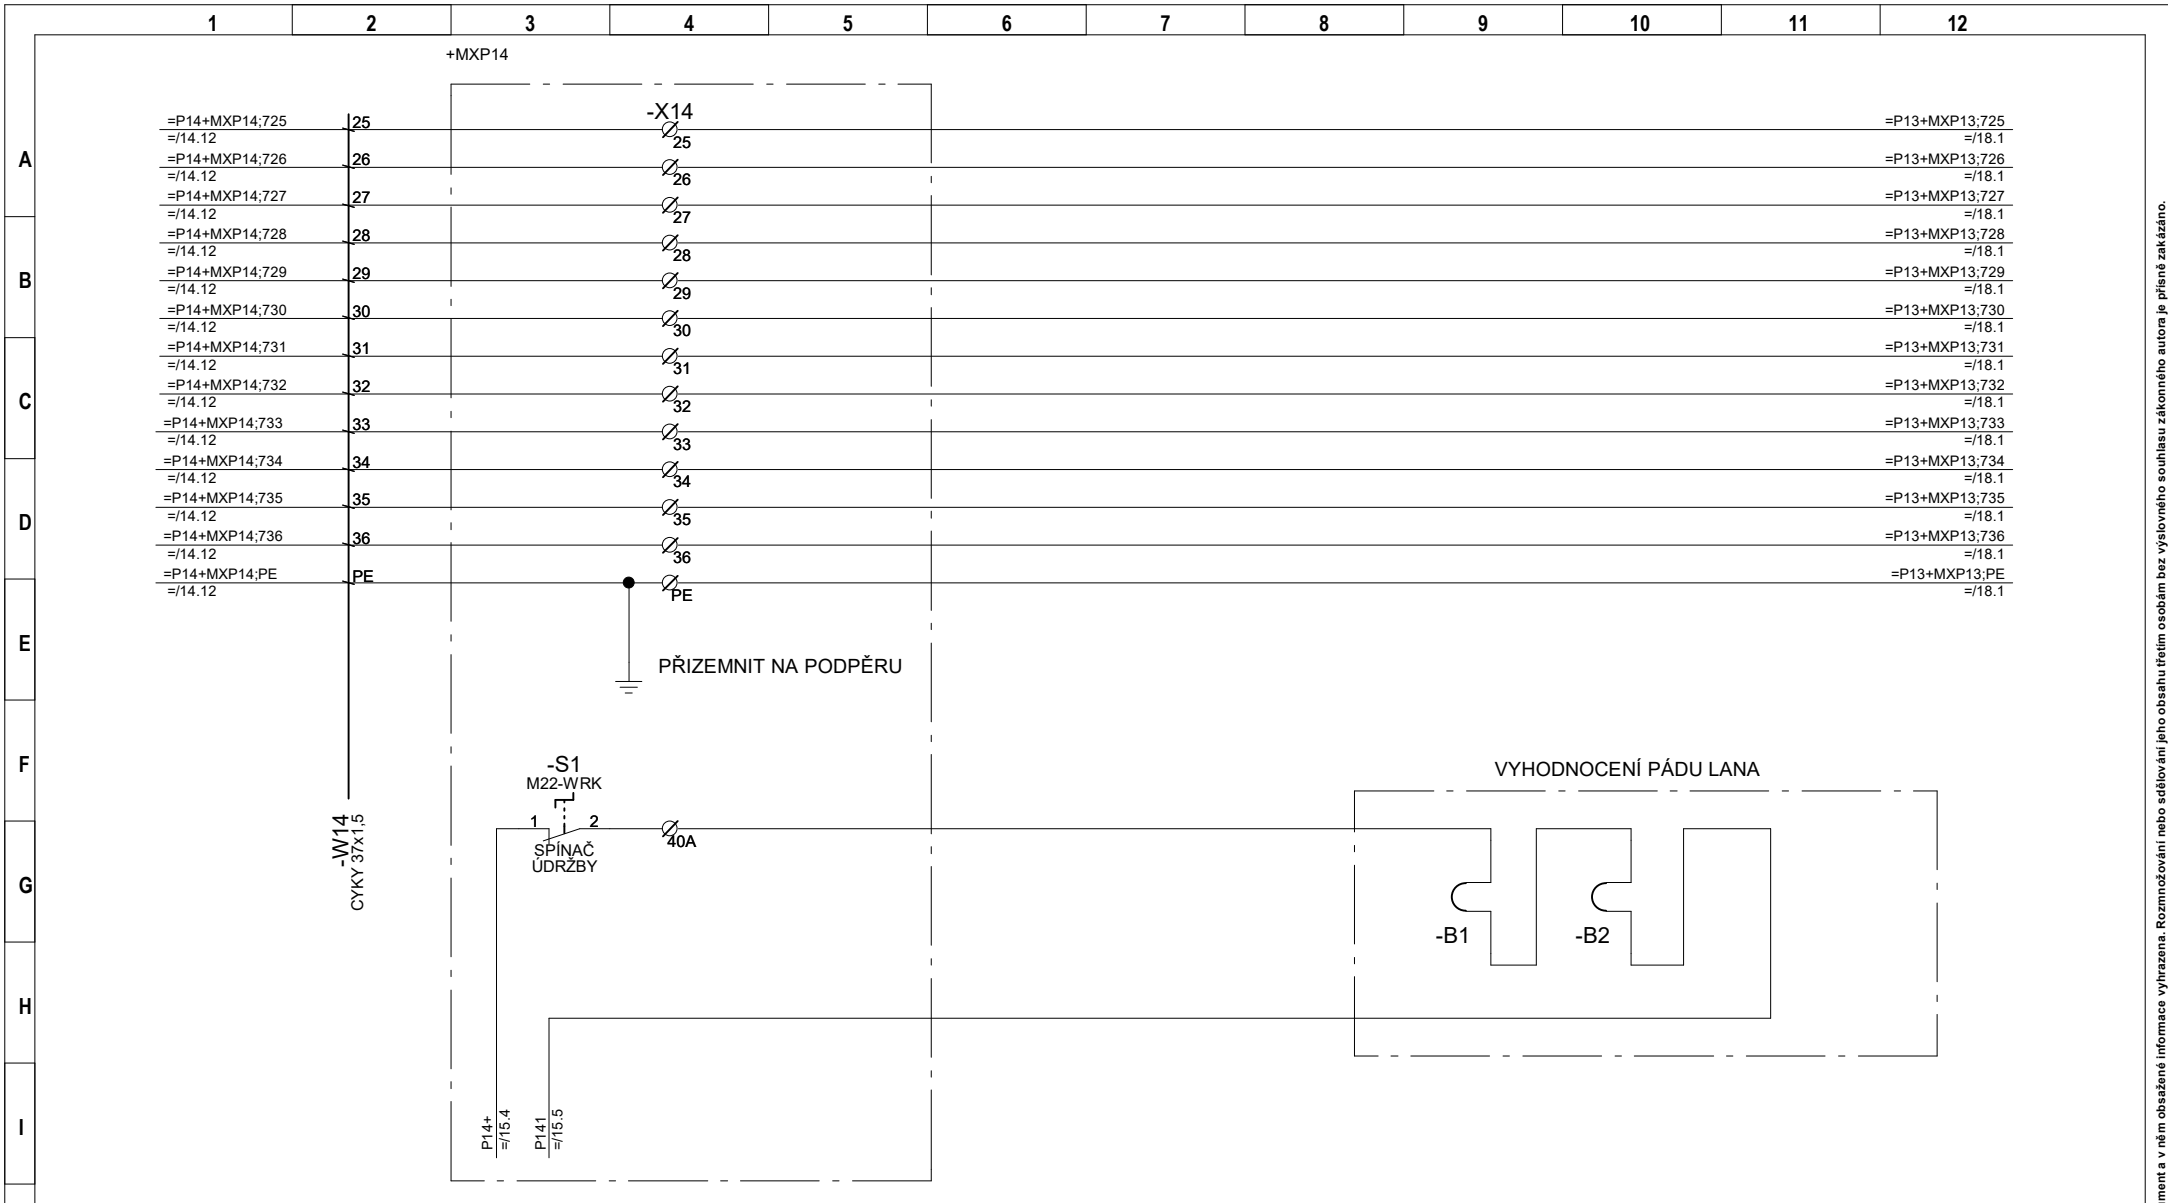 1 2 3 4 5 6 7 8 9 10 11 12
+MXP14
-X14
=P14+MXP14;725 25 25 =P13+MXP13;725
=/14.12 =/18.1
=P14+MXP14;726 26 26 =P13+MXP13;726
=/14.12 =/18.1
=P14+MXP14;727 27 27 =P13+MXP13;727
=/14.12 =/18.1
=P14+MXP14;728 28 28 =P13+MXP13;728
=/14.12 =/18.1
=P14+MXP14;729 29 29 =P13+MXP13;729
=/14.12 =/18.1
=P14+MXP14;730 30 30 =P13+MXP13;730
=/14.12 =/18.1
=P14+MXP14;731 31 31 =P13+MXP13;731
=/14.12 =/18.1
=P14+MXP14;732 32 32 =P13+MXP13;732
=/14.12 =/18.1
=P14+MXP14;733 33 33 =P13+MXP13;733
=/14.12 =/18.1
=P14+MXP14;734 34 34 =P13+MXP13;734
=/14.12 =/18.1
=P14+MXP14;735 35 35 =P13+MXP13;735
=/14.12 =/18.1
=P14+MXP14;736 36 36 =P13+MXP13;736
=/14.12 =/18.1
=P14+MXP14;PE PE PE =P13+MXP13;PE
=/14.12 =/18.1
A
B
C
D
E
F
G
H
I
PŘIZEMNIT NA PODPĚRU
-S1
M22-WRK
1 2
SPÍNAČ
ÚDRŽBY
40A
VYHODNOCENÍ PÁDU LANA
-B1 -B2
-W14
CYKY 37x1,5
P14+
=/15.4
P141
=/15.5
a v něm obsažené informace vyhrazena. Rozmnožování nebo sdělování jeho obsahu třetím osobám bez výslovného souhlasu zákonného autora je přísně zakázáno.